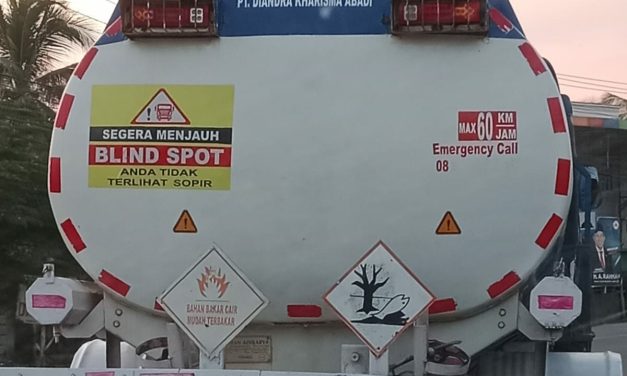 PT. DIANDRA KHARISMA ABADI
SEGERA MENJAUH
BLIND SPOT
ANDA TIDAK
TERLIHAT SOPIR
MAX 60 KM
JAM
Emergency Call
08
BAHAN BAKAR CAIR
MUDAH TERBAKAR